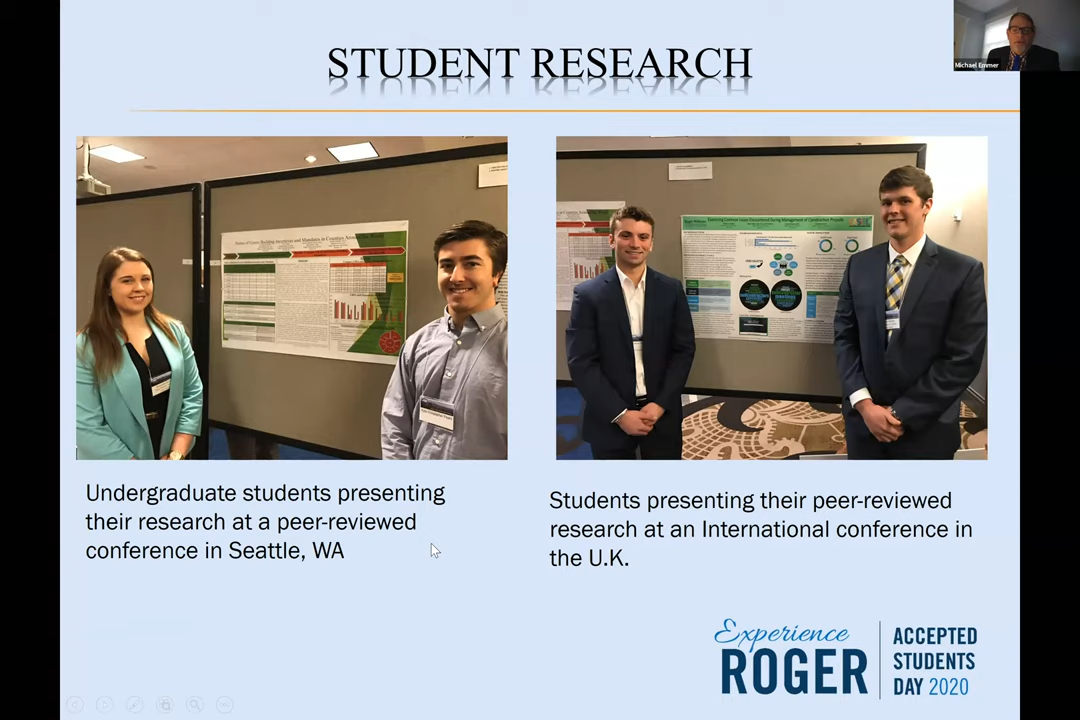 STUDENT RESEARCH
Michael Emmer
Undergraduate students presenting
their research at a peer-reviewed
conference in Seattle, WA
Students presenting their peer-reviewed
research at an International conference in
the U.K.
Experience
ROGER
ACCEPTED
STUDENTS
DAY 2020